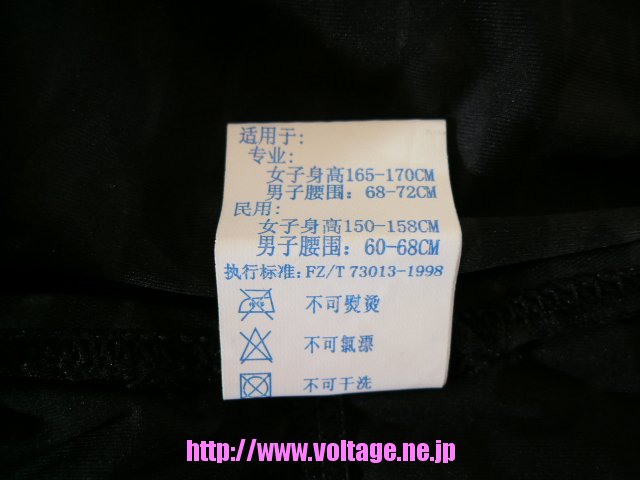 适用于:
专业:
女子身高165-170CM
男子腰围: 68-72CM
民用:
女子身高150-158CM
男子腰围: 60-68CM
执行标准: FZ/T 73013-1998
不可熨烫
不可氯漂
不可干洗
http://www.voltage.ne.jp